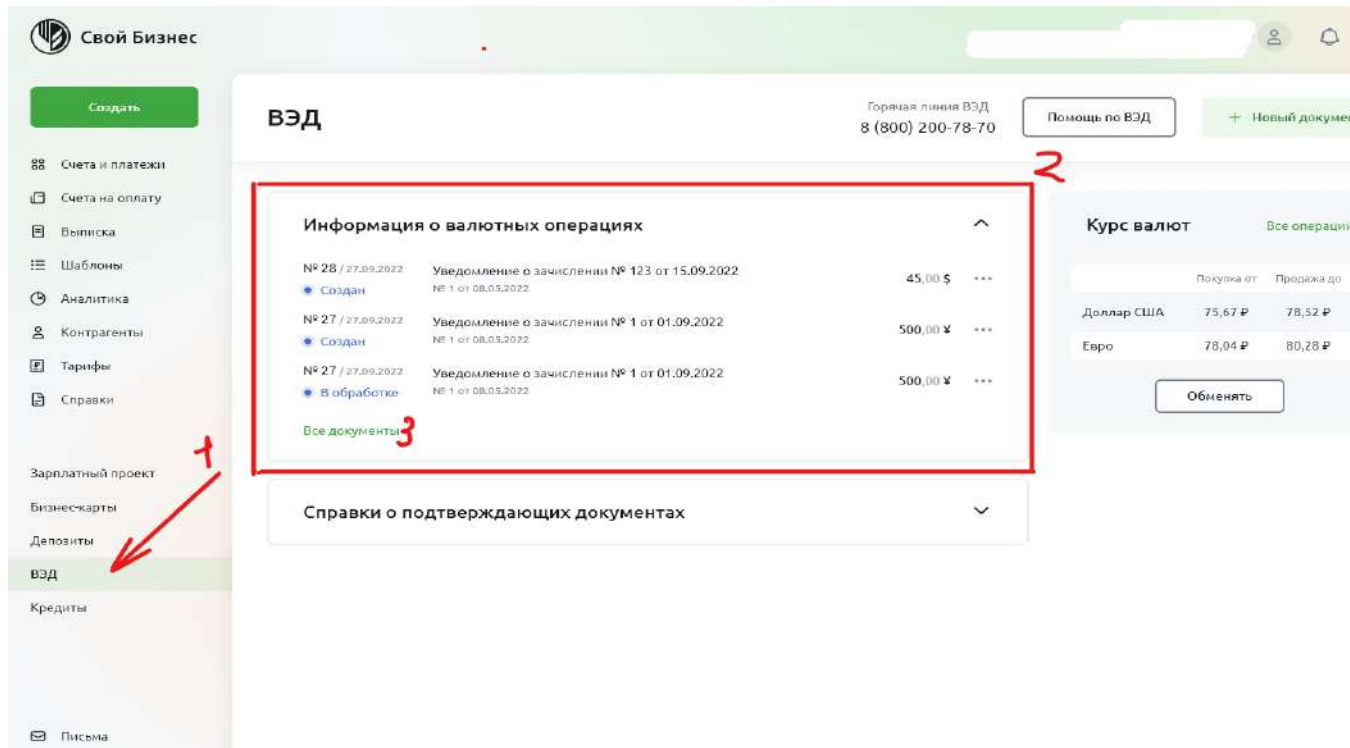 Свой Бизнес
Создать
Счета и платежи
Счета на оплату
Выписка
Шаблоны
Аналитика
Контрагенты
Тарифы
Справки
Зарплатный проект
Бизнес-карты
Депозиты
ВЭД
Кредиты
Письма
1
ВЭД
Горячая линия ВЭД
8 (800) 200-78-70
Помощь по ВЭД
+ Новый докумен
2
Информация о валютных операциях
№ 28 / 27.09.2022 Уведомление о зачислении № 123 от 15.09.2022 45,00 $
Создан № 1 от 08.05.2022
№ 27 / 27.09.2022 Уведомление о зачислении № 1 от 01.09.2022 500,00 ¥
Создан № 1 от 08.05.2022
№ 27 / 27.09.2022 Уведомление о зачислении № 1 от 01.09.2022 500,00 ¥
В обработке № 1 от 08.05.2022
Все документы 3
Справки о подтверждающих документах
Курс валют Все операции
Покупка от Продажа до
Доллар США 75,67 ₽ 78,52 ₽
Евро 78,04 ₽ 80,28 ₽
Обменять